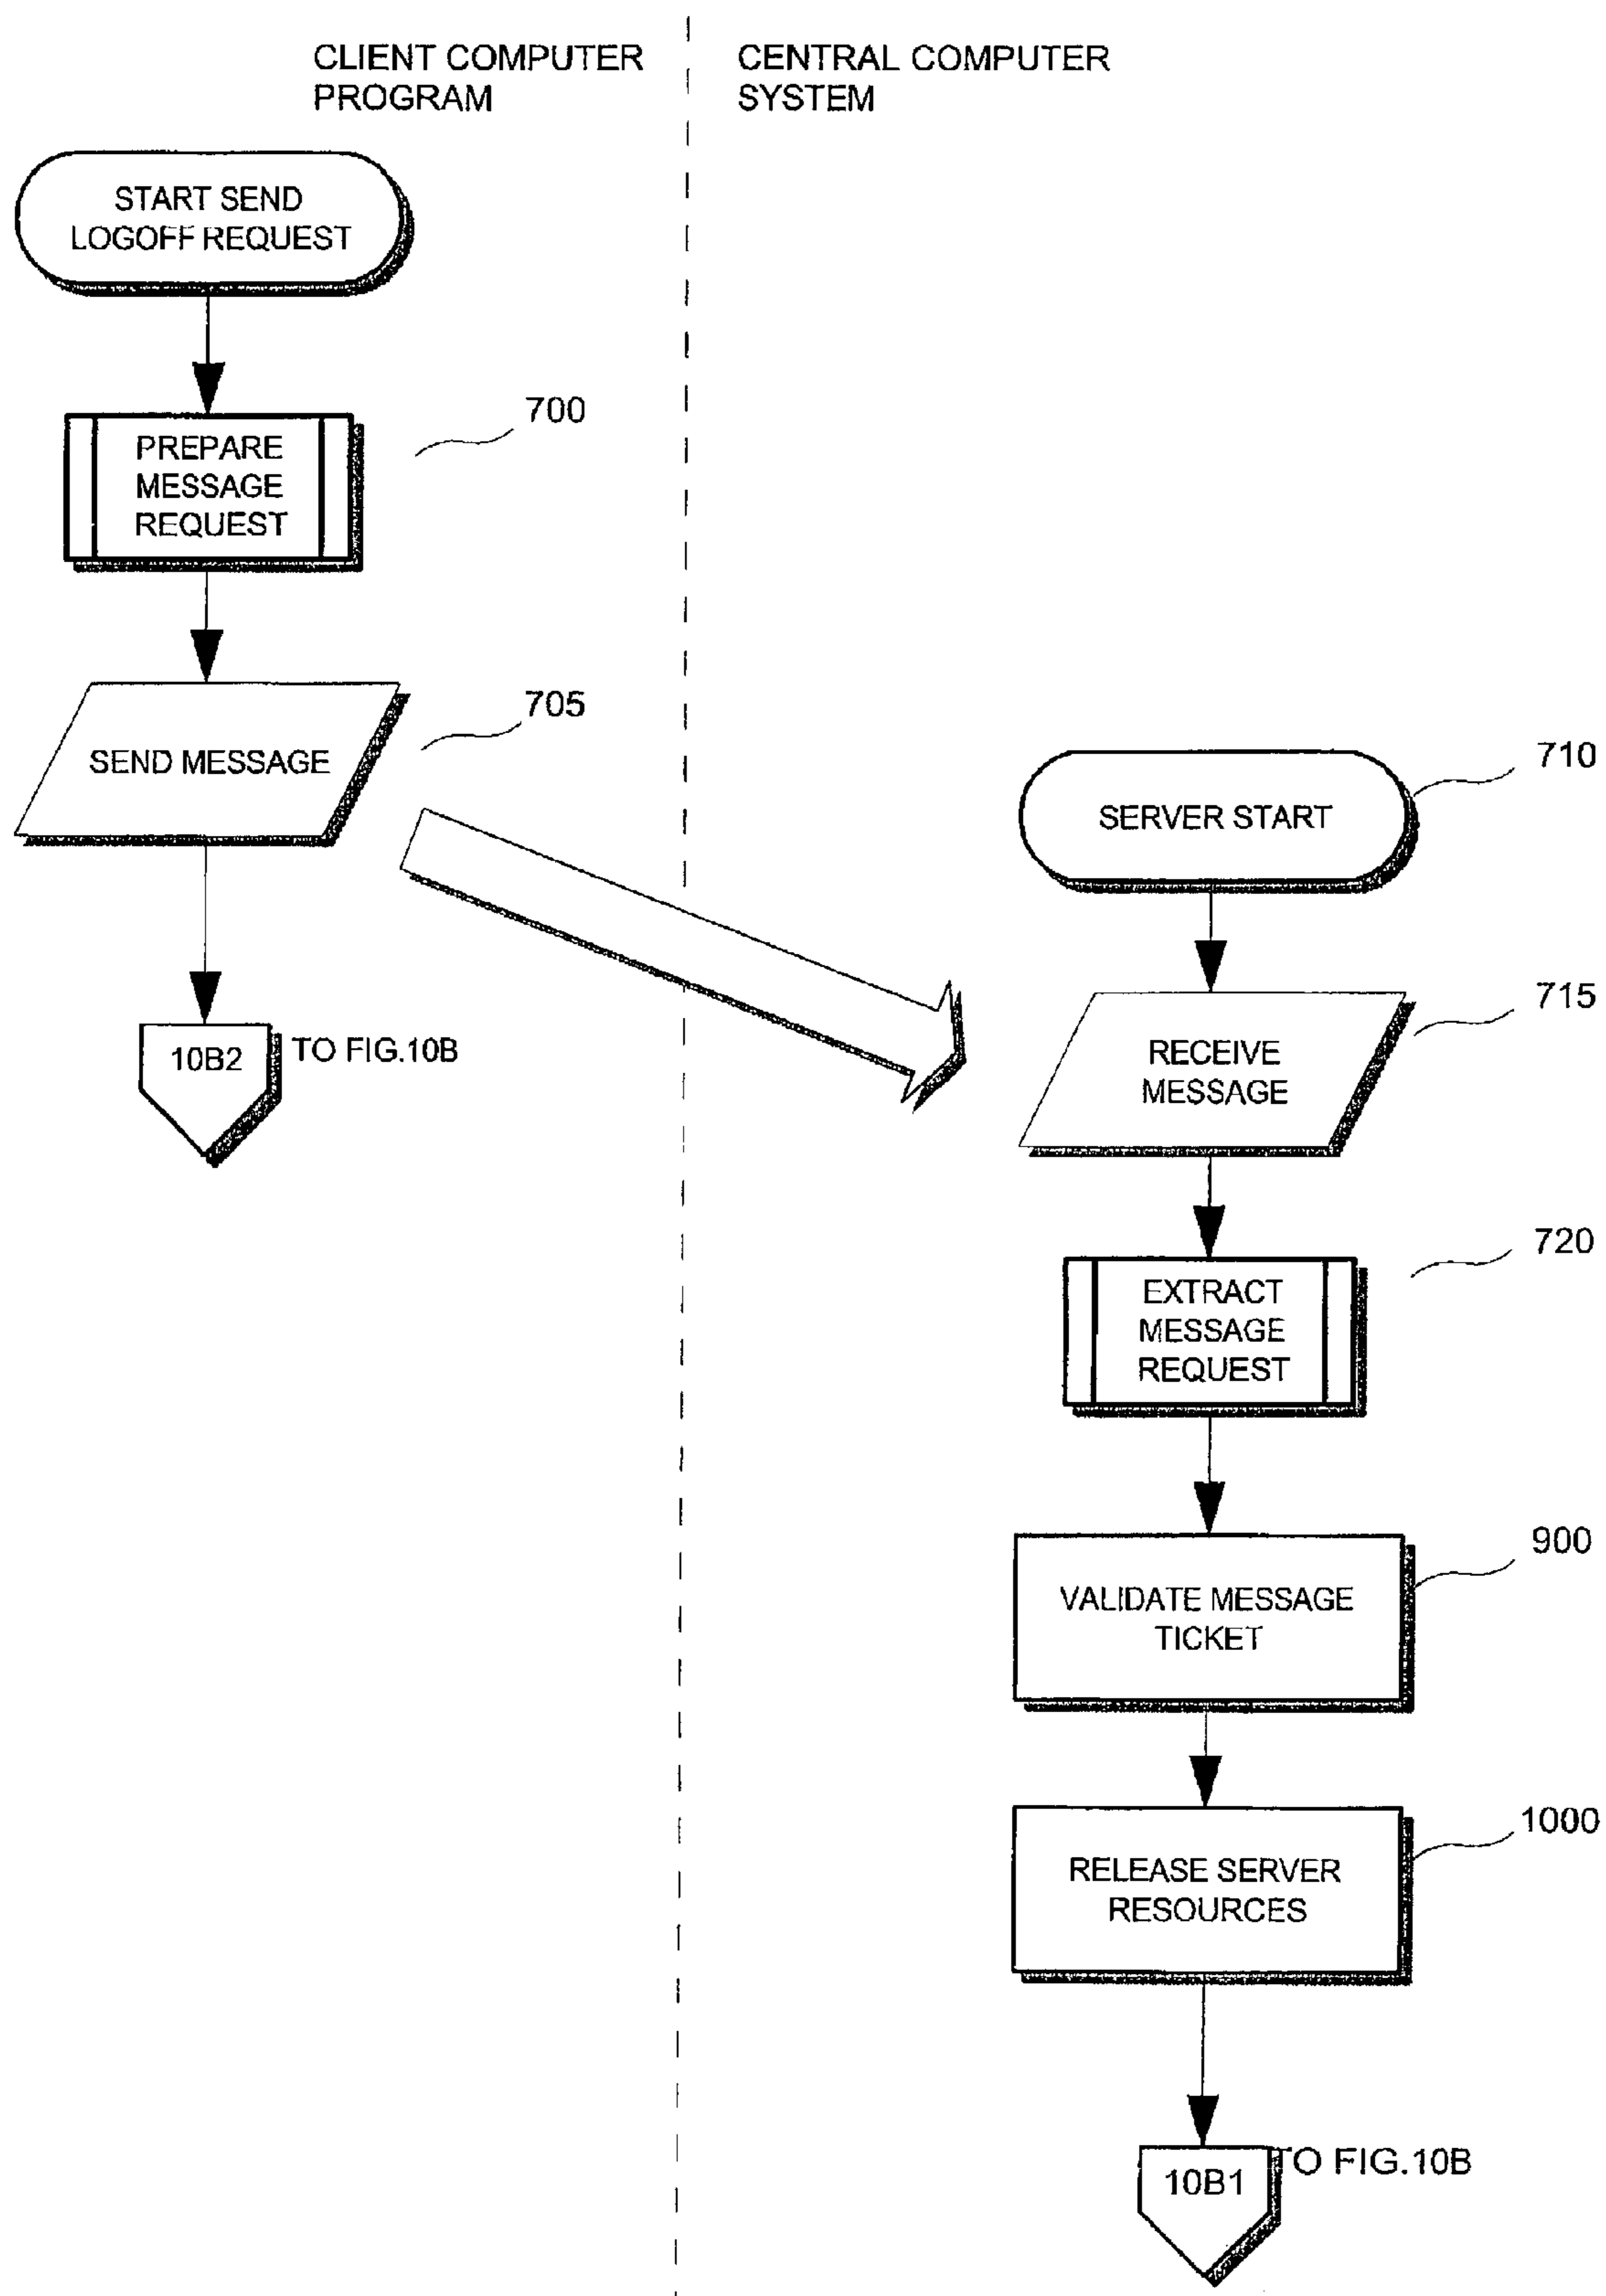 CLIENT COMPUTER
PROGRAM
CENTRAL COMPUTER
SYSTEM
START SEND
LOGOFF REQUEST
700
PREPARE
MESSAGE
REQUEST
705
SEND MESSAGE
10B2
TO FIG.10B
710
SERVER START
715
RECEIVE
MESSAGE
720
EXTRACT
MESSAGE
REQUEST
900
VALIDATE MESSAGE
TICKET
1000
RELEASE SERVER
RESOURCES
10B1
TO FIG.10B